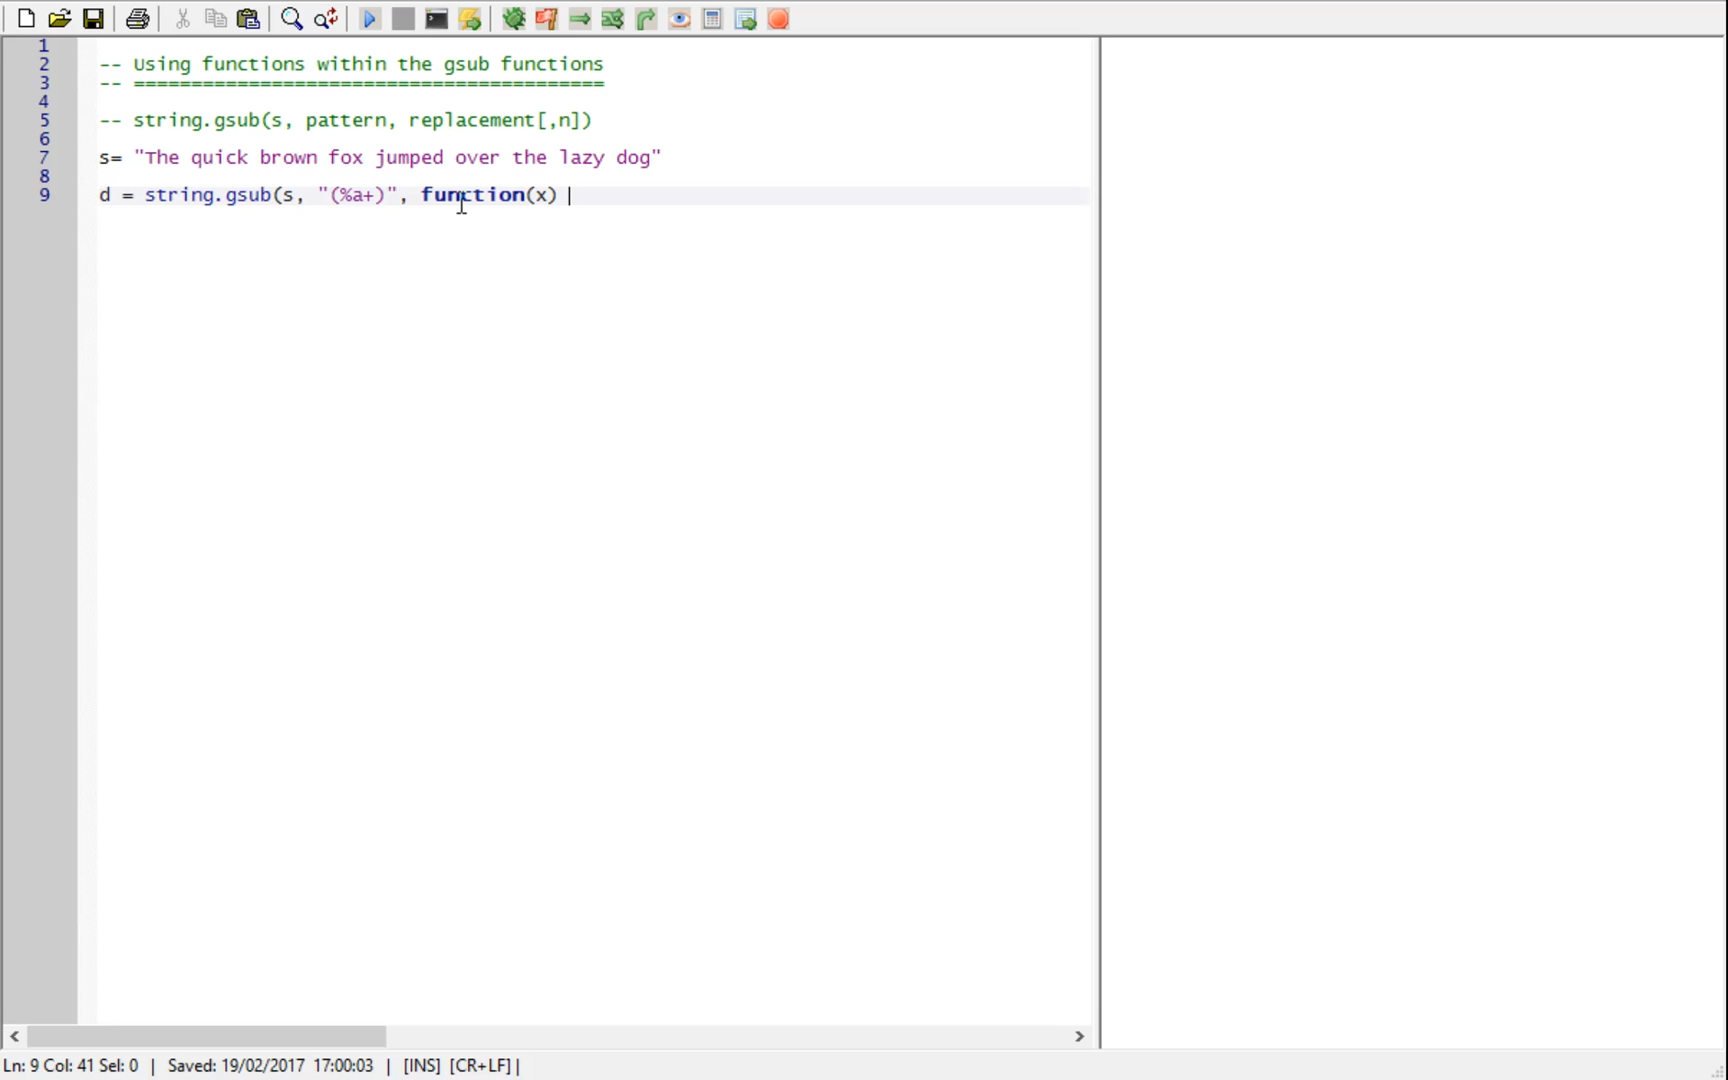 1
2 -- Using functions within the gsub functions
3 -- =========================================
4
5 -- string.gsub(s, pattern, replacement[,n])
6
7 s= "The quick brown fox jumped over the lazy dog"
8
9 d = string.gsub(s, "(%a+)", function(x)
Ln: 9 Col: 41 Sel: 0 | Saved: 19/02/2017 17:00:03 | [INS] [CR+LF] |